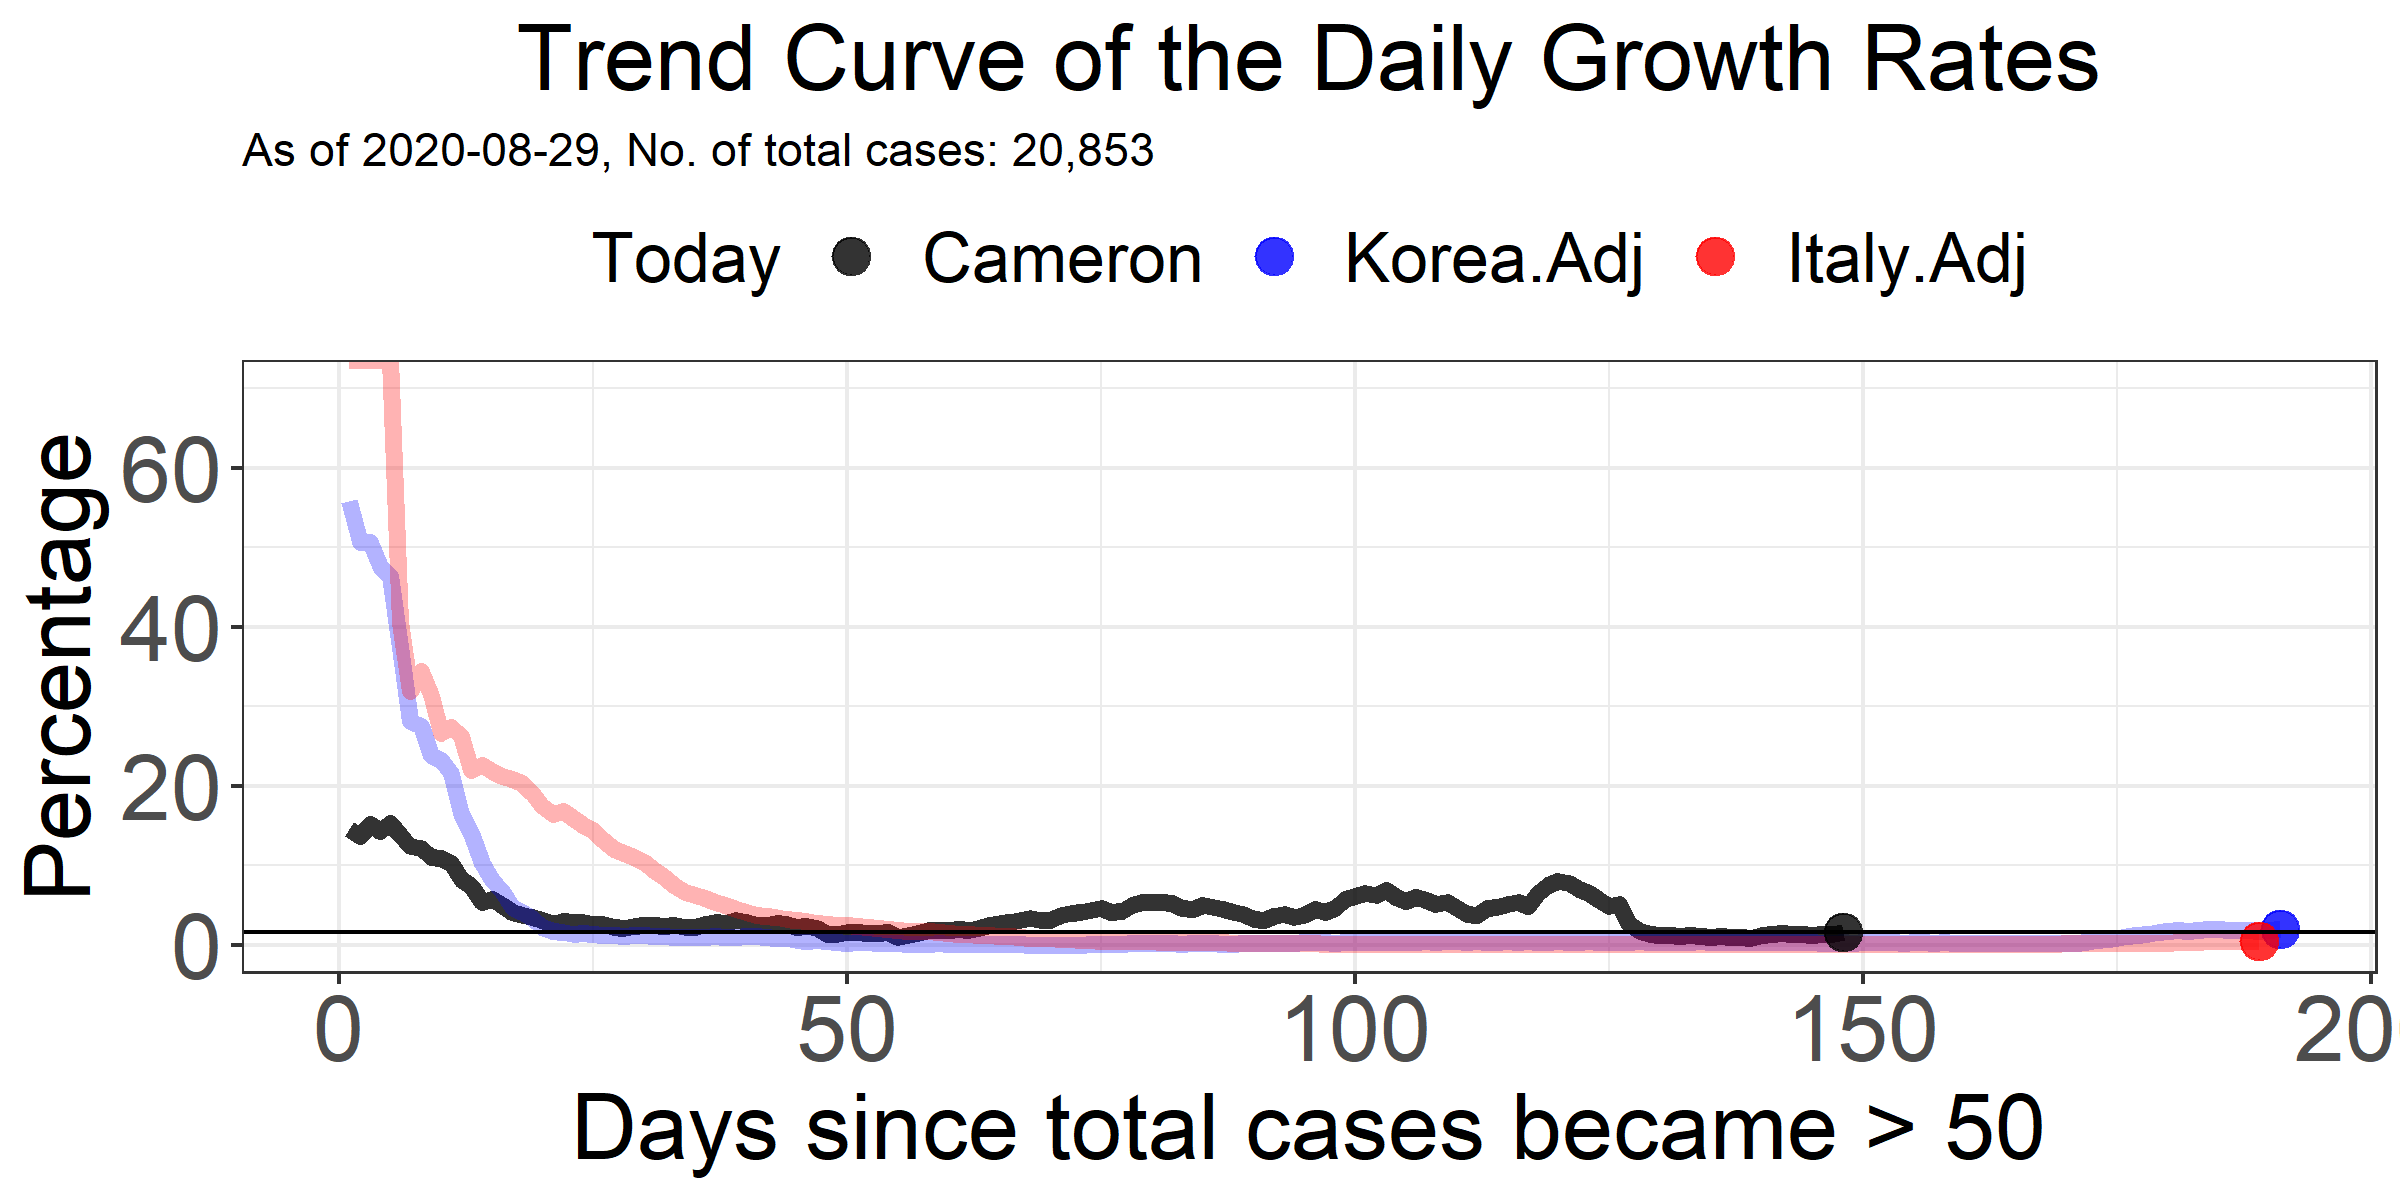 Trend Curve of the Daily Growth Rates
As of 2020-08-29, No. of total cases: 20,853
Today Cameron Korea.Adj Italy.Adj
Percentage
60
40
20
0
0 50 100 150 20
Days since total cases became > 50